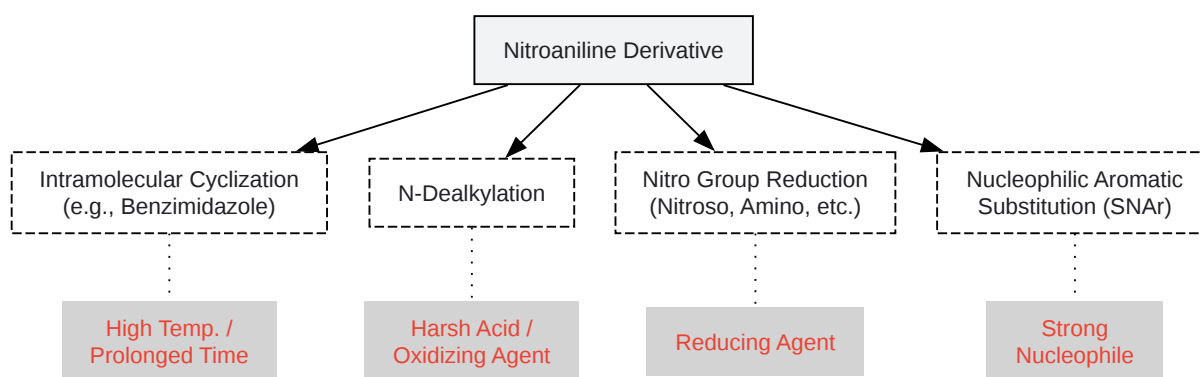 Nitroaniline Derivative
Intramolecular Cyclization
(e.g., Benzimidazole)
N-Dealkylation
Nitro Group Reduction
(Nitroso, Amino, etc.)
Nucleophilic Aromatic
Substitution (SNAr)
High Temp. /
Prolonged Time
Harsh Acid /
Oxidizing Agent
Reducing Agent
Strong
Nucleophile